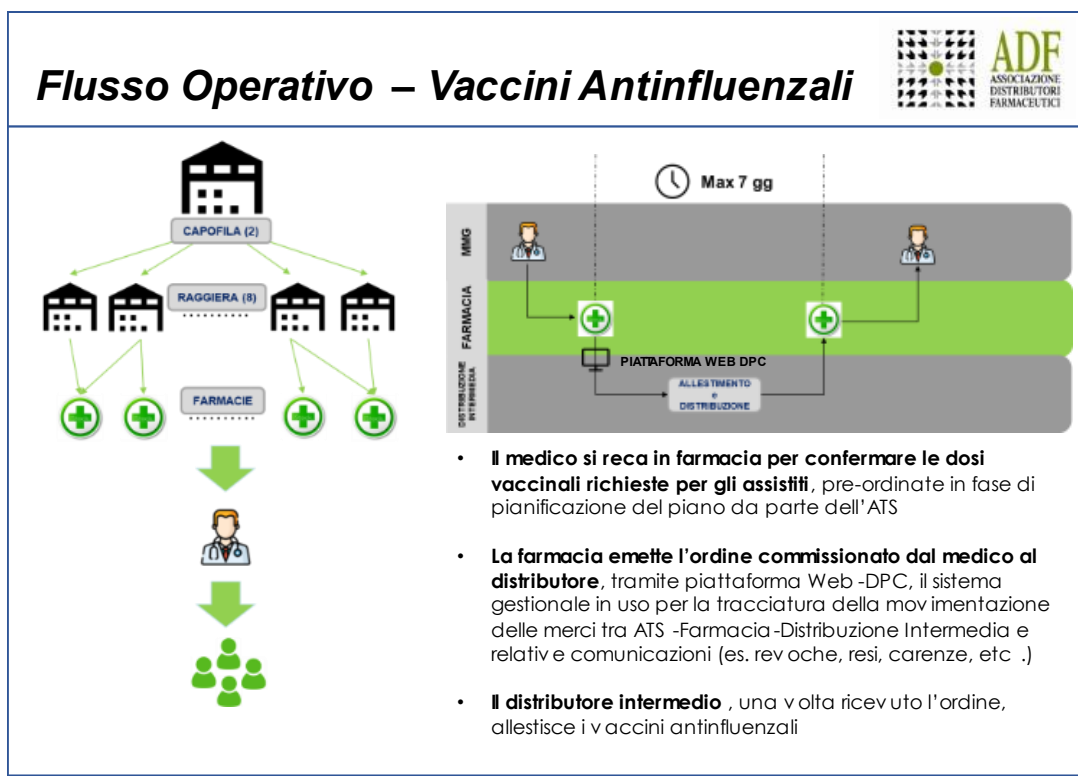 Flusso Operativo – Vaccini Antinfluenzali
ADF
ASSOCIAZIONE
DISTRIBUTORI
FARMACEUTICI
CAPOFILA (2)
RAGGIERA (8)
FARMACIE
Max 7 gg
MMG
FARMACIA
DISTRIBUZIONE
INTERMEDIA
PIATTAFORMA WEB DPC
ALLESTIMENTO
e
DISTRIBUZIONE
• Il medico si reca in farmacia per confermare le dosi
vaccinali richieste per gli assistiti, pre-ordinate in fase di
pianificazione del piano da parte dell'ATS
• La farmacia emette l'ordine commissionato dal medico al
distributore, tramite piattaforma Web -DPC, il sistema
gestionale in uso per la tracciatura della movimentazione
delle merci tra ATS -Farmacia-Distribuzione Intermedia e
relative comunicazioni (es. revoche, resi, carenze, etc .)
• Il distributore intermedio , una volta ricevuto l'ordine,
allestisce i vaccini antinfluenzali